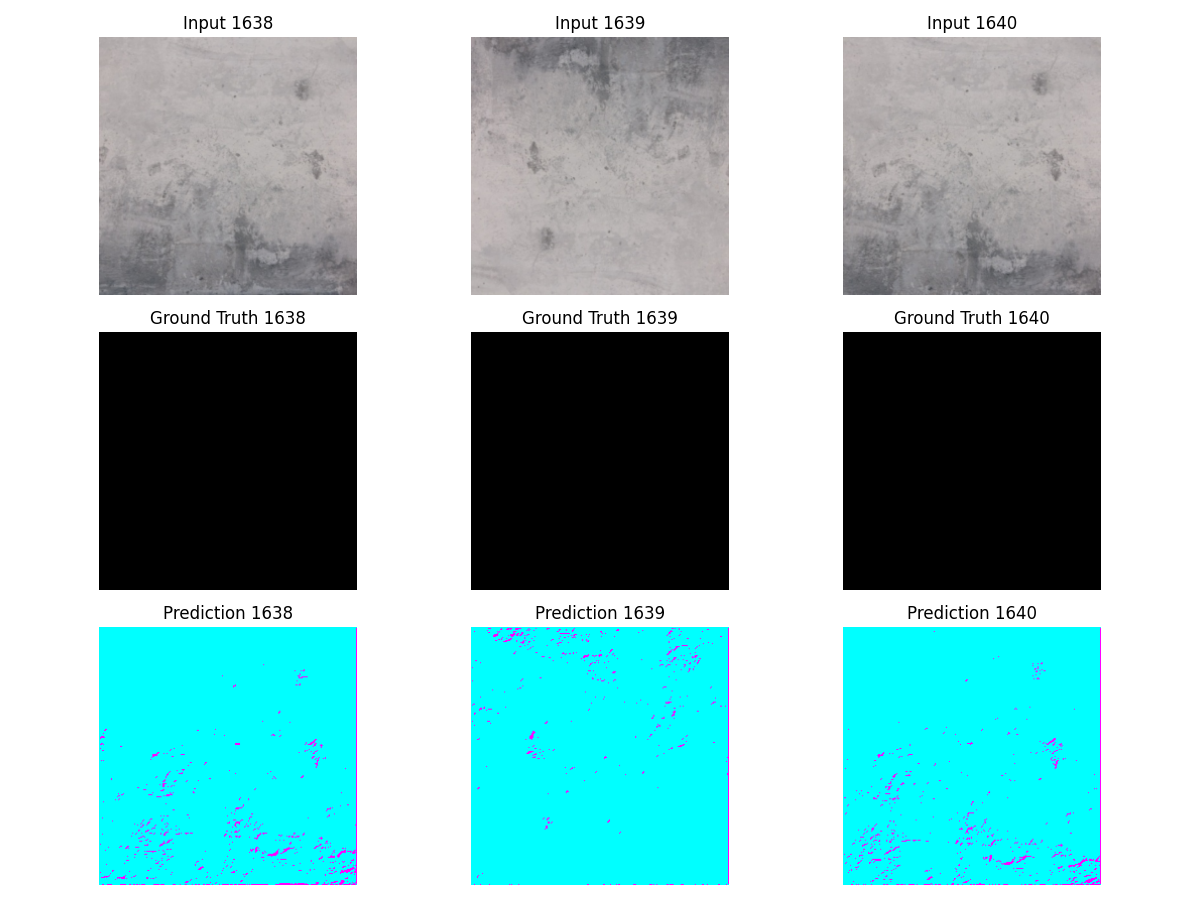 Input 1638
Input 1639
Input 1640
Ground Truth 1638
Ground Truth 1639
Ground Truth 1640
Prediction 1638
Prediction 1639
Prediction 1640